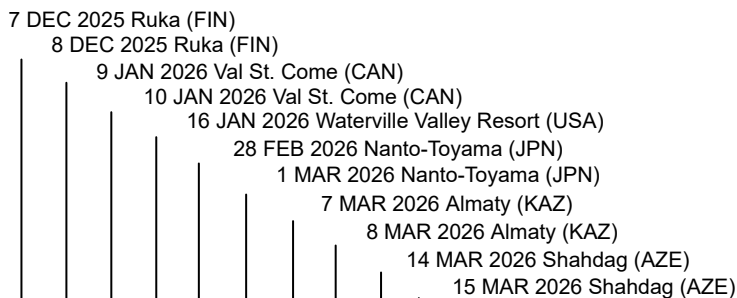 7 DEC 2025 Ruka (FIN)
8 DEC 2025 Ruka (FIN)
9 JAN 2026 Val St. Come (CAN)
10 JAN 2026 Val St. Come (CAN)
16 JAN 2026 Waterville Valley Resort (USA)
28 FEB 2026 Nanto-Toyama (JPN)
1 MAR 2026 Nanto-Toyama (JPN)
7 MAR 2026 Almaty (KAZ)
8 MAR 2026 Almaty (KAZ)
14 MAR 2026 Shahdag (AZE)
15 MAR 2026 Shahdag (AZE)